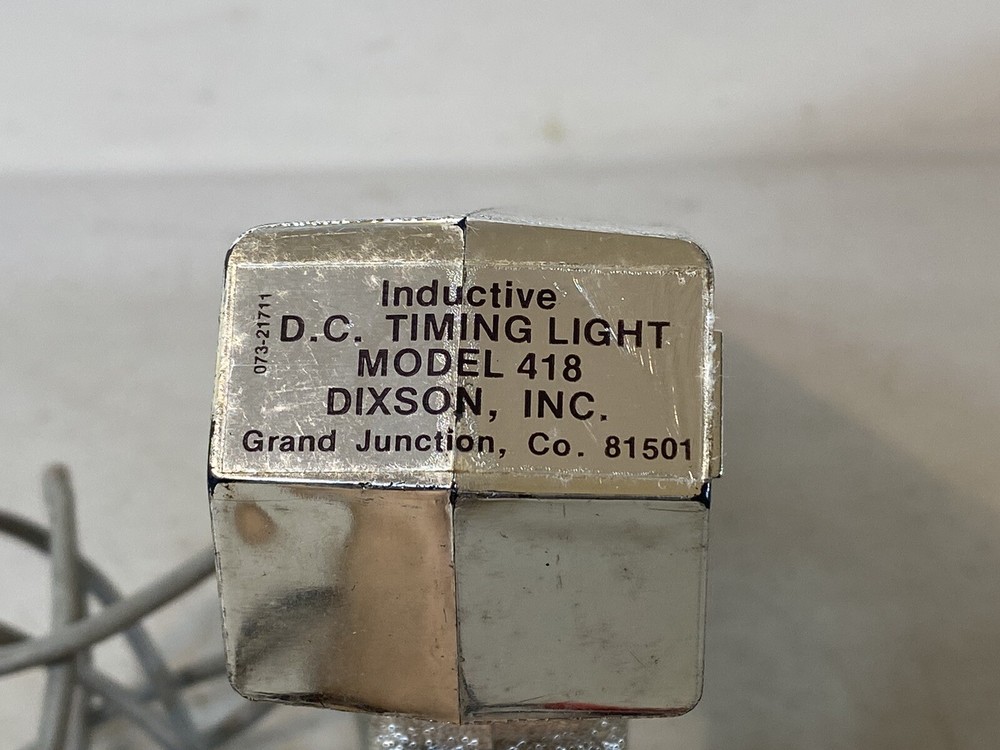 Inductive
D.C. TIMING LIGHT
MODEL 418
DIXSON, INC.
Grand Junction, Co. 81501
073-21711